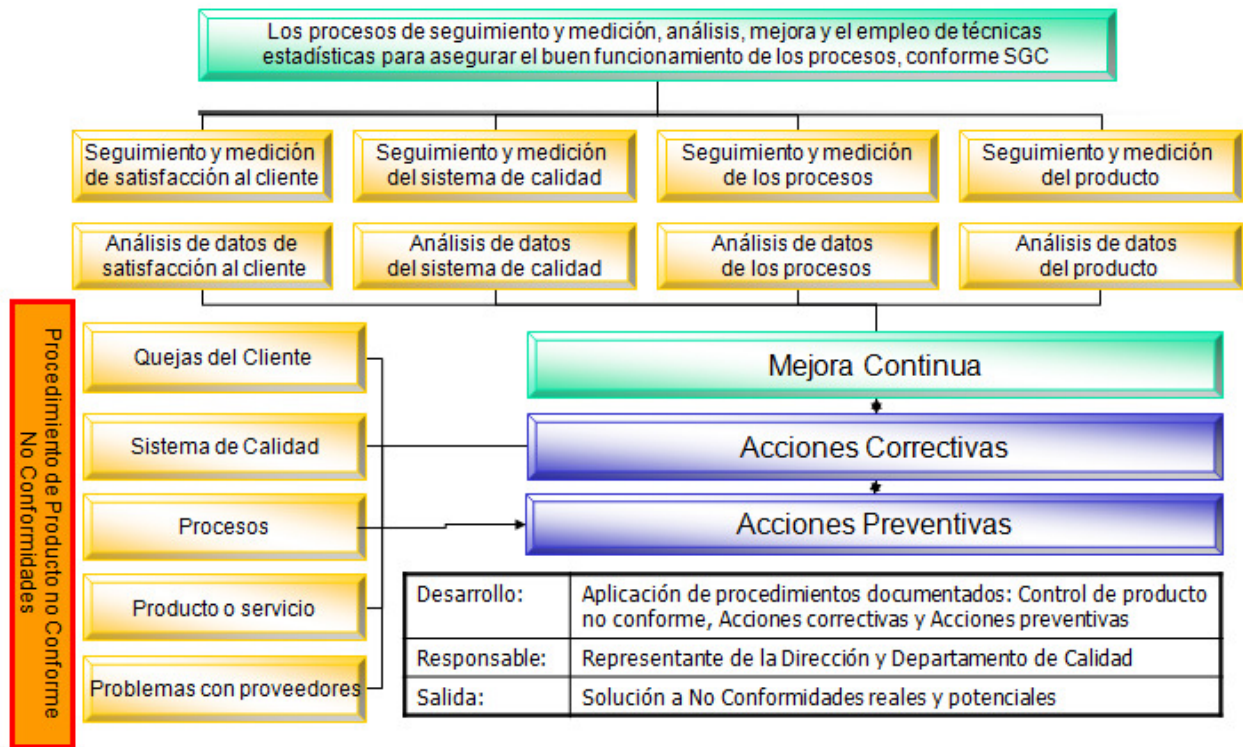 Los procesos de seguimiento y medición, análisis, mejora y el empleo de técnicas
estadísticas para asegurar el buen funcionamiento de los procesos, conforme SGC
Seguimiento y medición
de satisfacción al cliente
Seguimiento y medición
del sistema de calidad
Seguimiento y medición
de los procesos
Seguimiento y medición
del producto
Análisis de datos de
satisfacción al cliente
Análisis de datos
del sistema de calidad
Análisis de datos
de los procesos
Análisis de datos
del producto
Procedimiento de Producto no Conforme
No Conformidades
Quejas del Cliente
Sistema de Calidad
Procesos
Producto o servicio
Problemas con proveedores
Mejora Continua
Acciones Correctivas
Acciones Preventivas
Desarrollo:
Aplicación de procedimientos documentados: Control de producto
no conforme, Acciones correctivas y Acciones preventivas
Responsable:
Representante de la Dirección y Departamento de Calidad
Salida:
Solución a No Conformidades reales y potenciales